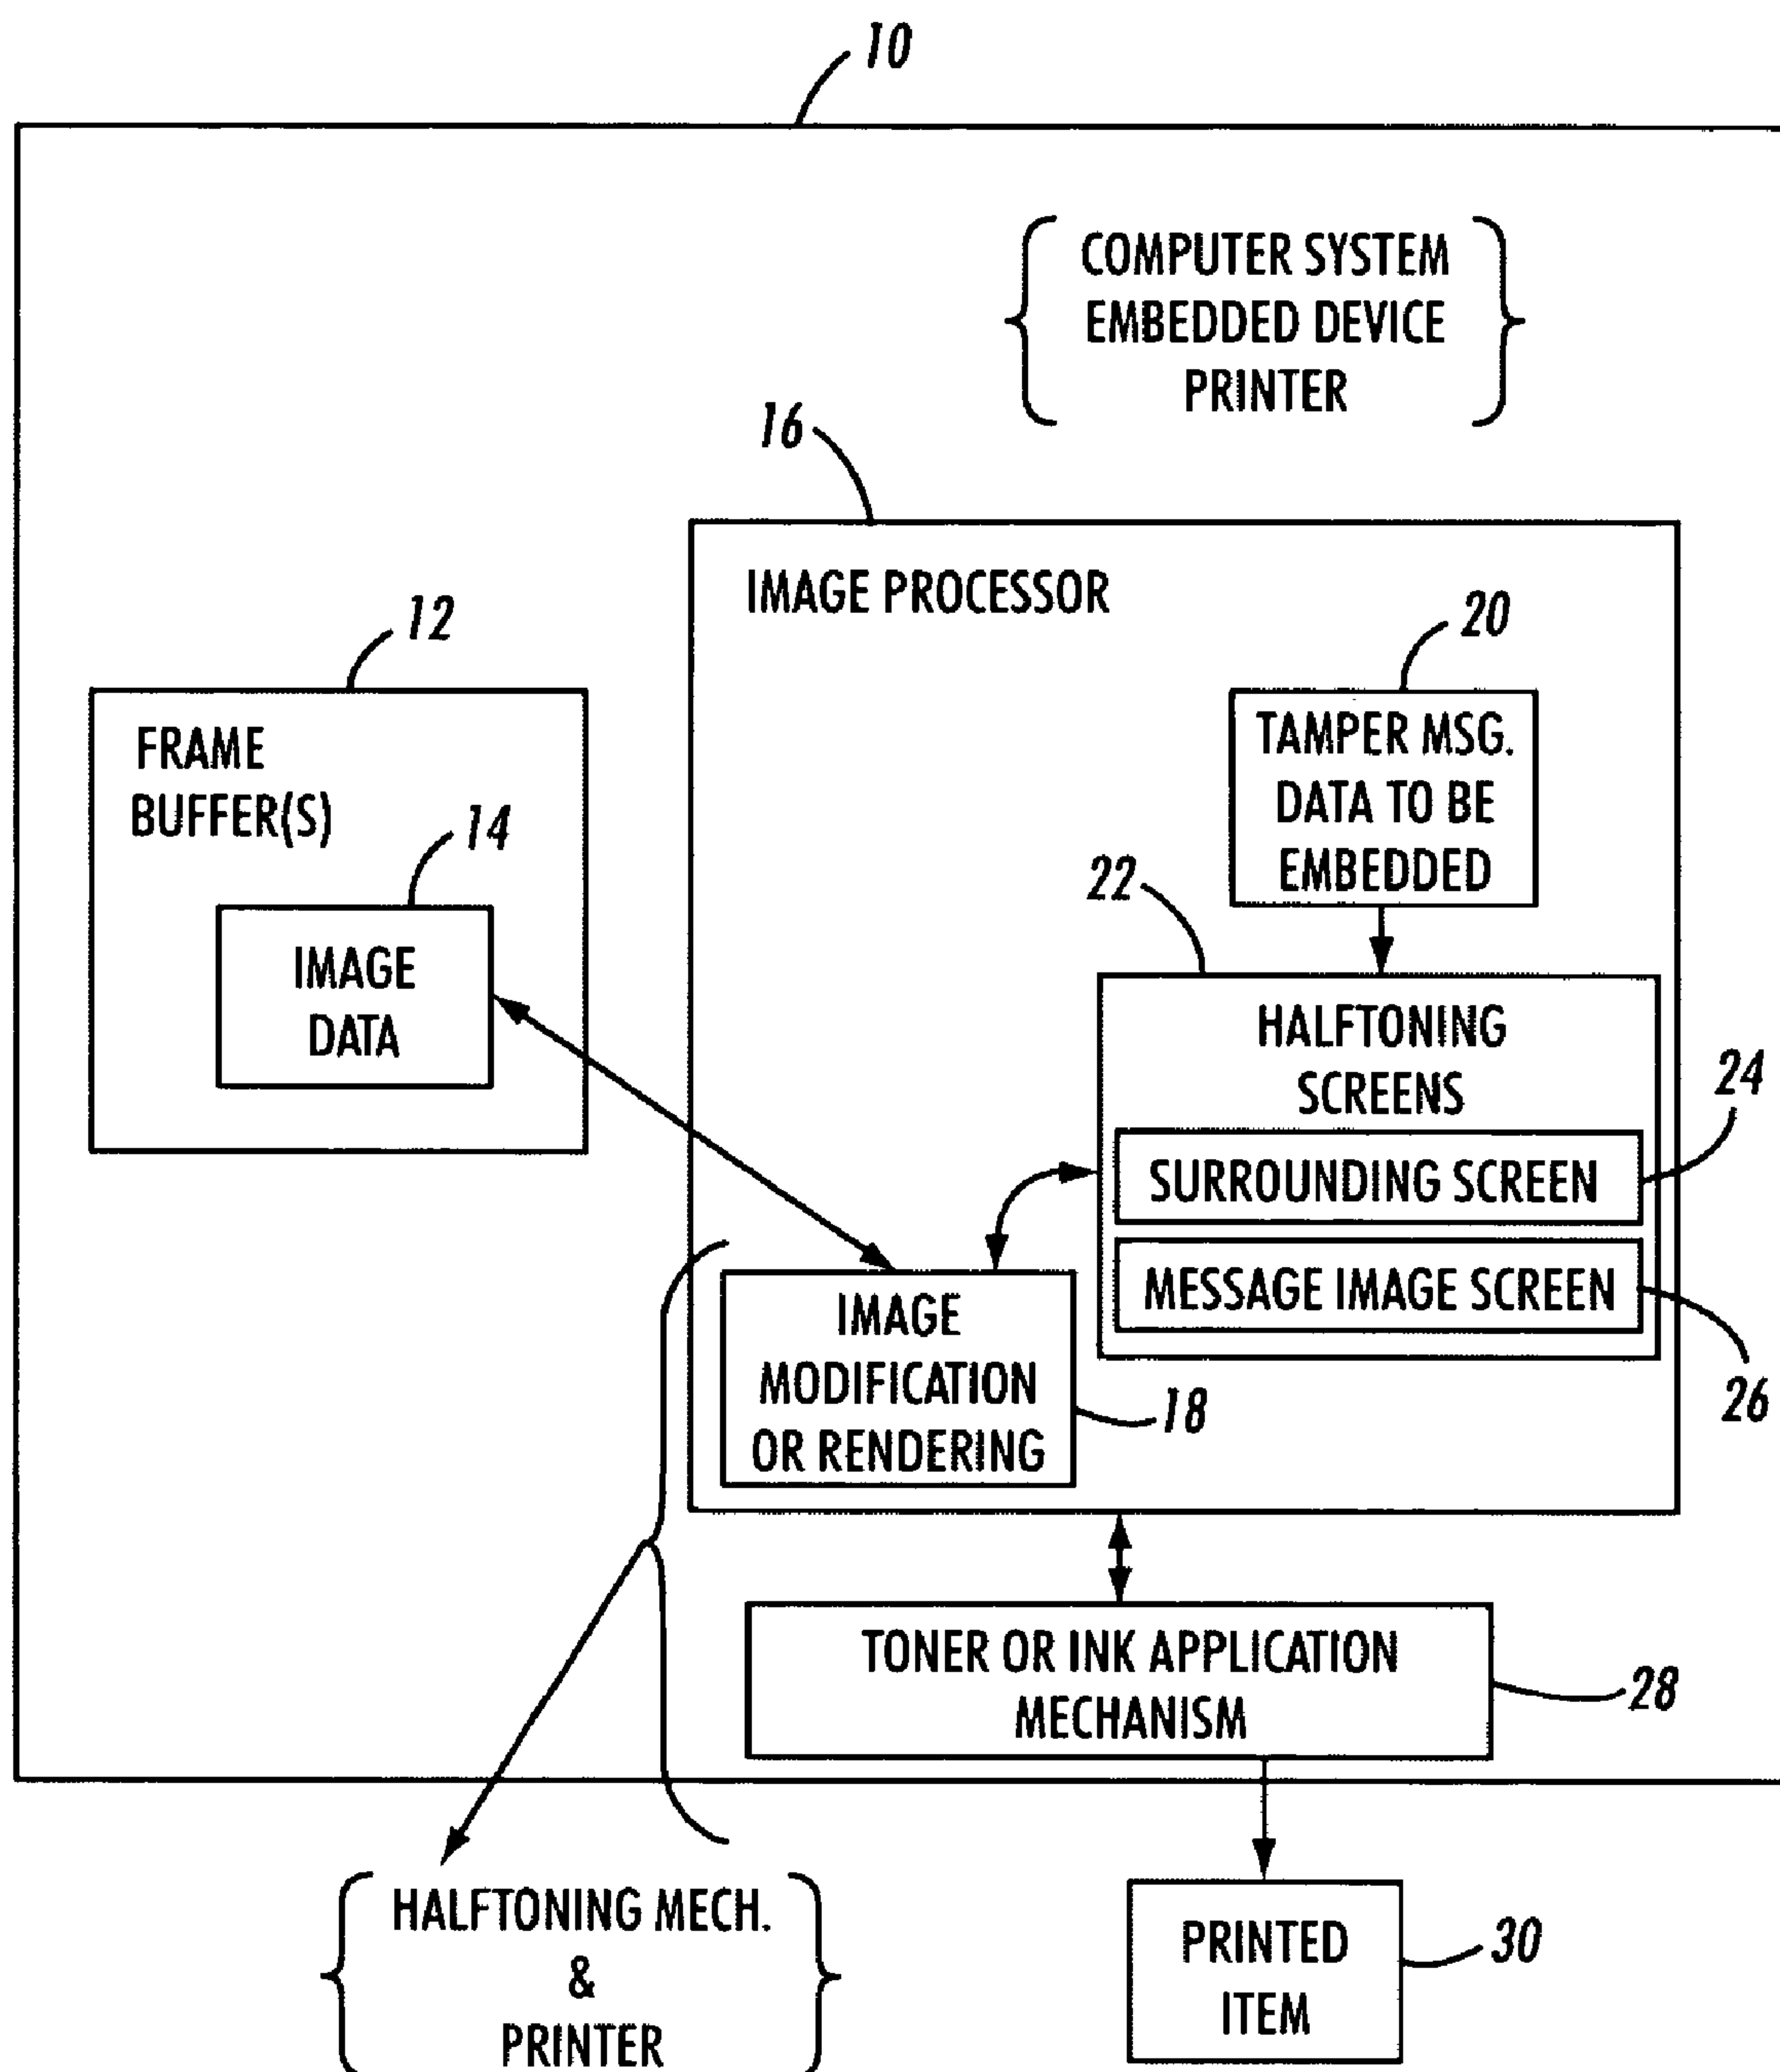 10
COMPUTER SYSTEM
EMBEDDED DEVICE
PRINTER
16
IMAGE PROCESSOR
12
FRAME
BUFFER(S)
14
IMAGE
DATA
20
TAMPER MSG.
DATA TO BE
EMBEDDED
22
HALFTONING
SCREENS
24
SURROUNDING SCREEN
MESSAGE IMAGE SCREEN
26
IMAGE
MODIFICATION
OR RENDERING
18
TONER OR INK APPLICATION
MECHANISM
28
HALFTONING MECH.
&
PRINTER
PRINTED
ITEM
30